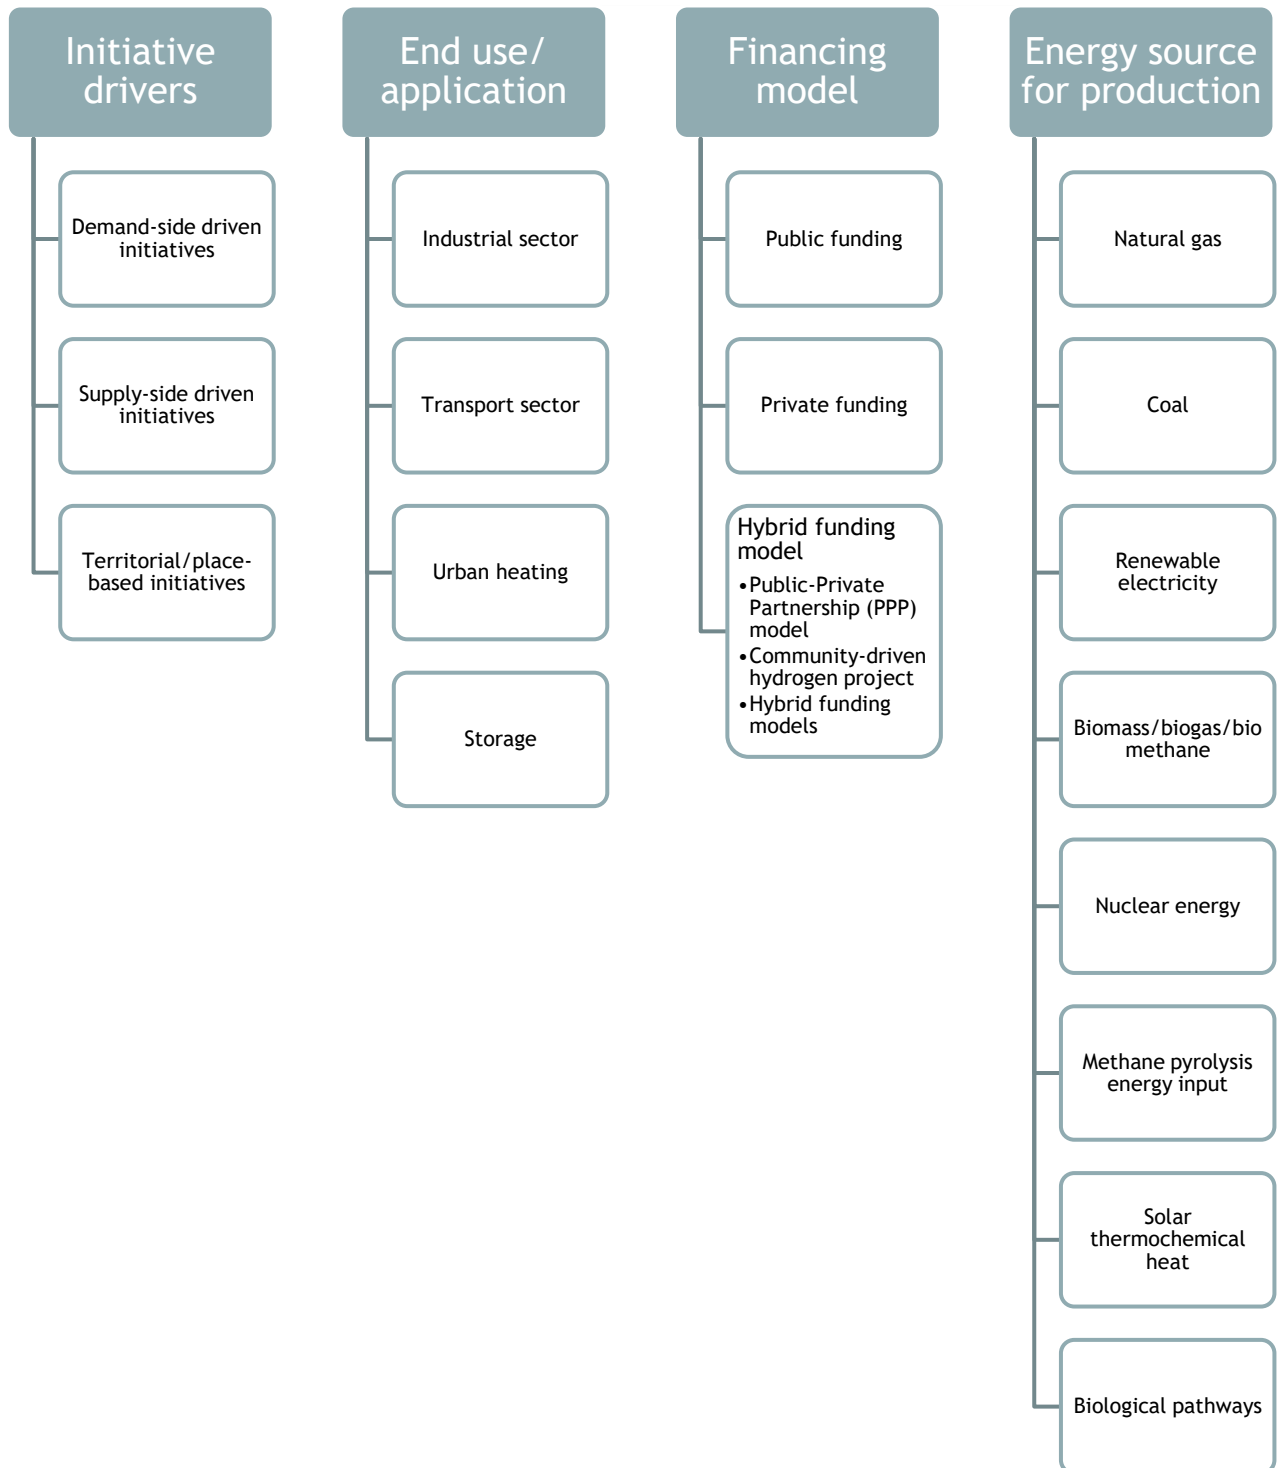 Initiative
drivers
Demand-side driven
initiatives
Supply-side driven
initiatives
Territorial/place-
based initiatives
End use/
application
Industrial sector
Transport sector
Urban heating
Storage
Financing
model
Public funding
Private funding
Hybrid funding
model
•Public-Private
Partnership (PPP)
model
•Community-driven
hydrogen project
•Hybrid funding
models
Energy source
for production
Natural gas
Coal
Renewable
electricity
Biomass/biogas/bio
methane
Nuclear energy
Methane pyrolysis
energy input
Solar
thermochemical
heat
Biological pathways